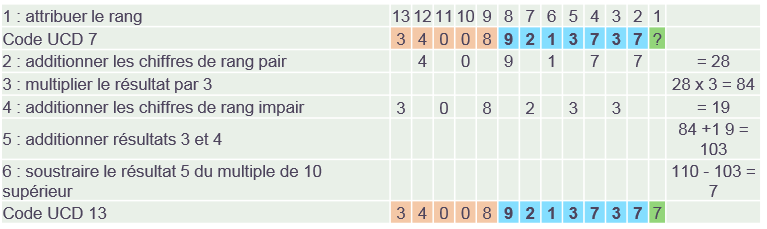 1 : attribuer le rang 13 12 11 10 9 8 7 6 5 4 3 2 1
Code UCD 7 3 4 0 0 8 9 2 1 3 7 3 7 ?
2 : additionner les chiffres de rang pair 4 0 9 1 7 7 = 28
3 : multiplier le résultat par 3 28 x 3 = 84
4 : additionner les chiffres de rang impair 3 0 8 2 3 3 = 19
5 : additionner résultats 3 et 4 84 +1 9 =
103
6 : soustraire le résultat 5 du multiple de 10
supérieur 110 - 103 =
7
Code UCD 13 3 4 0 0 8 9 2 1 3 7 3 7 7